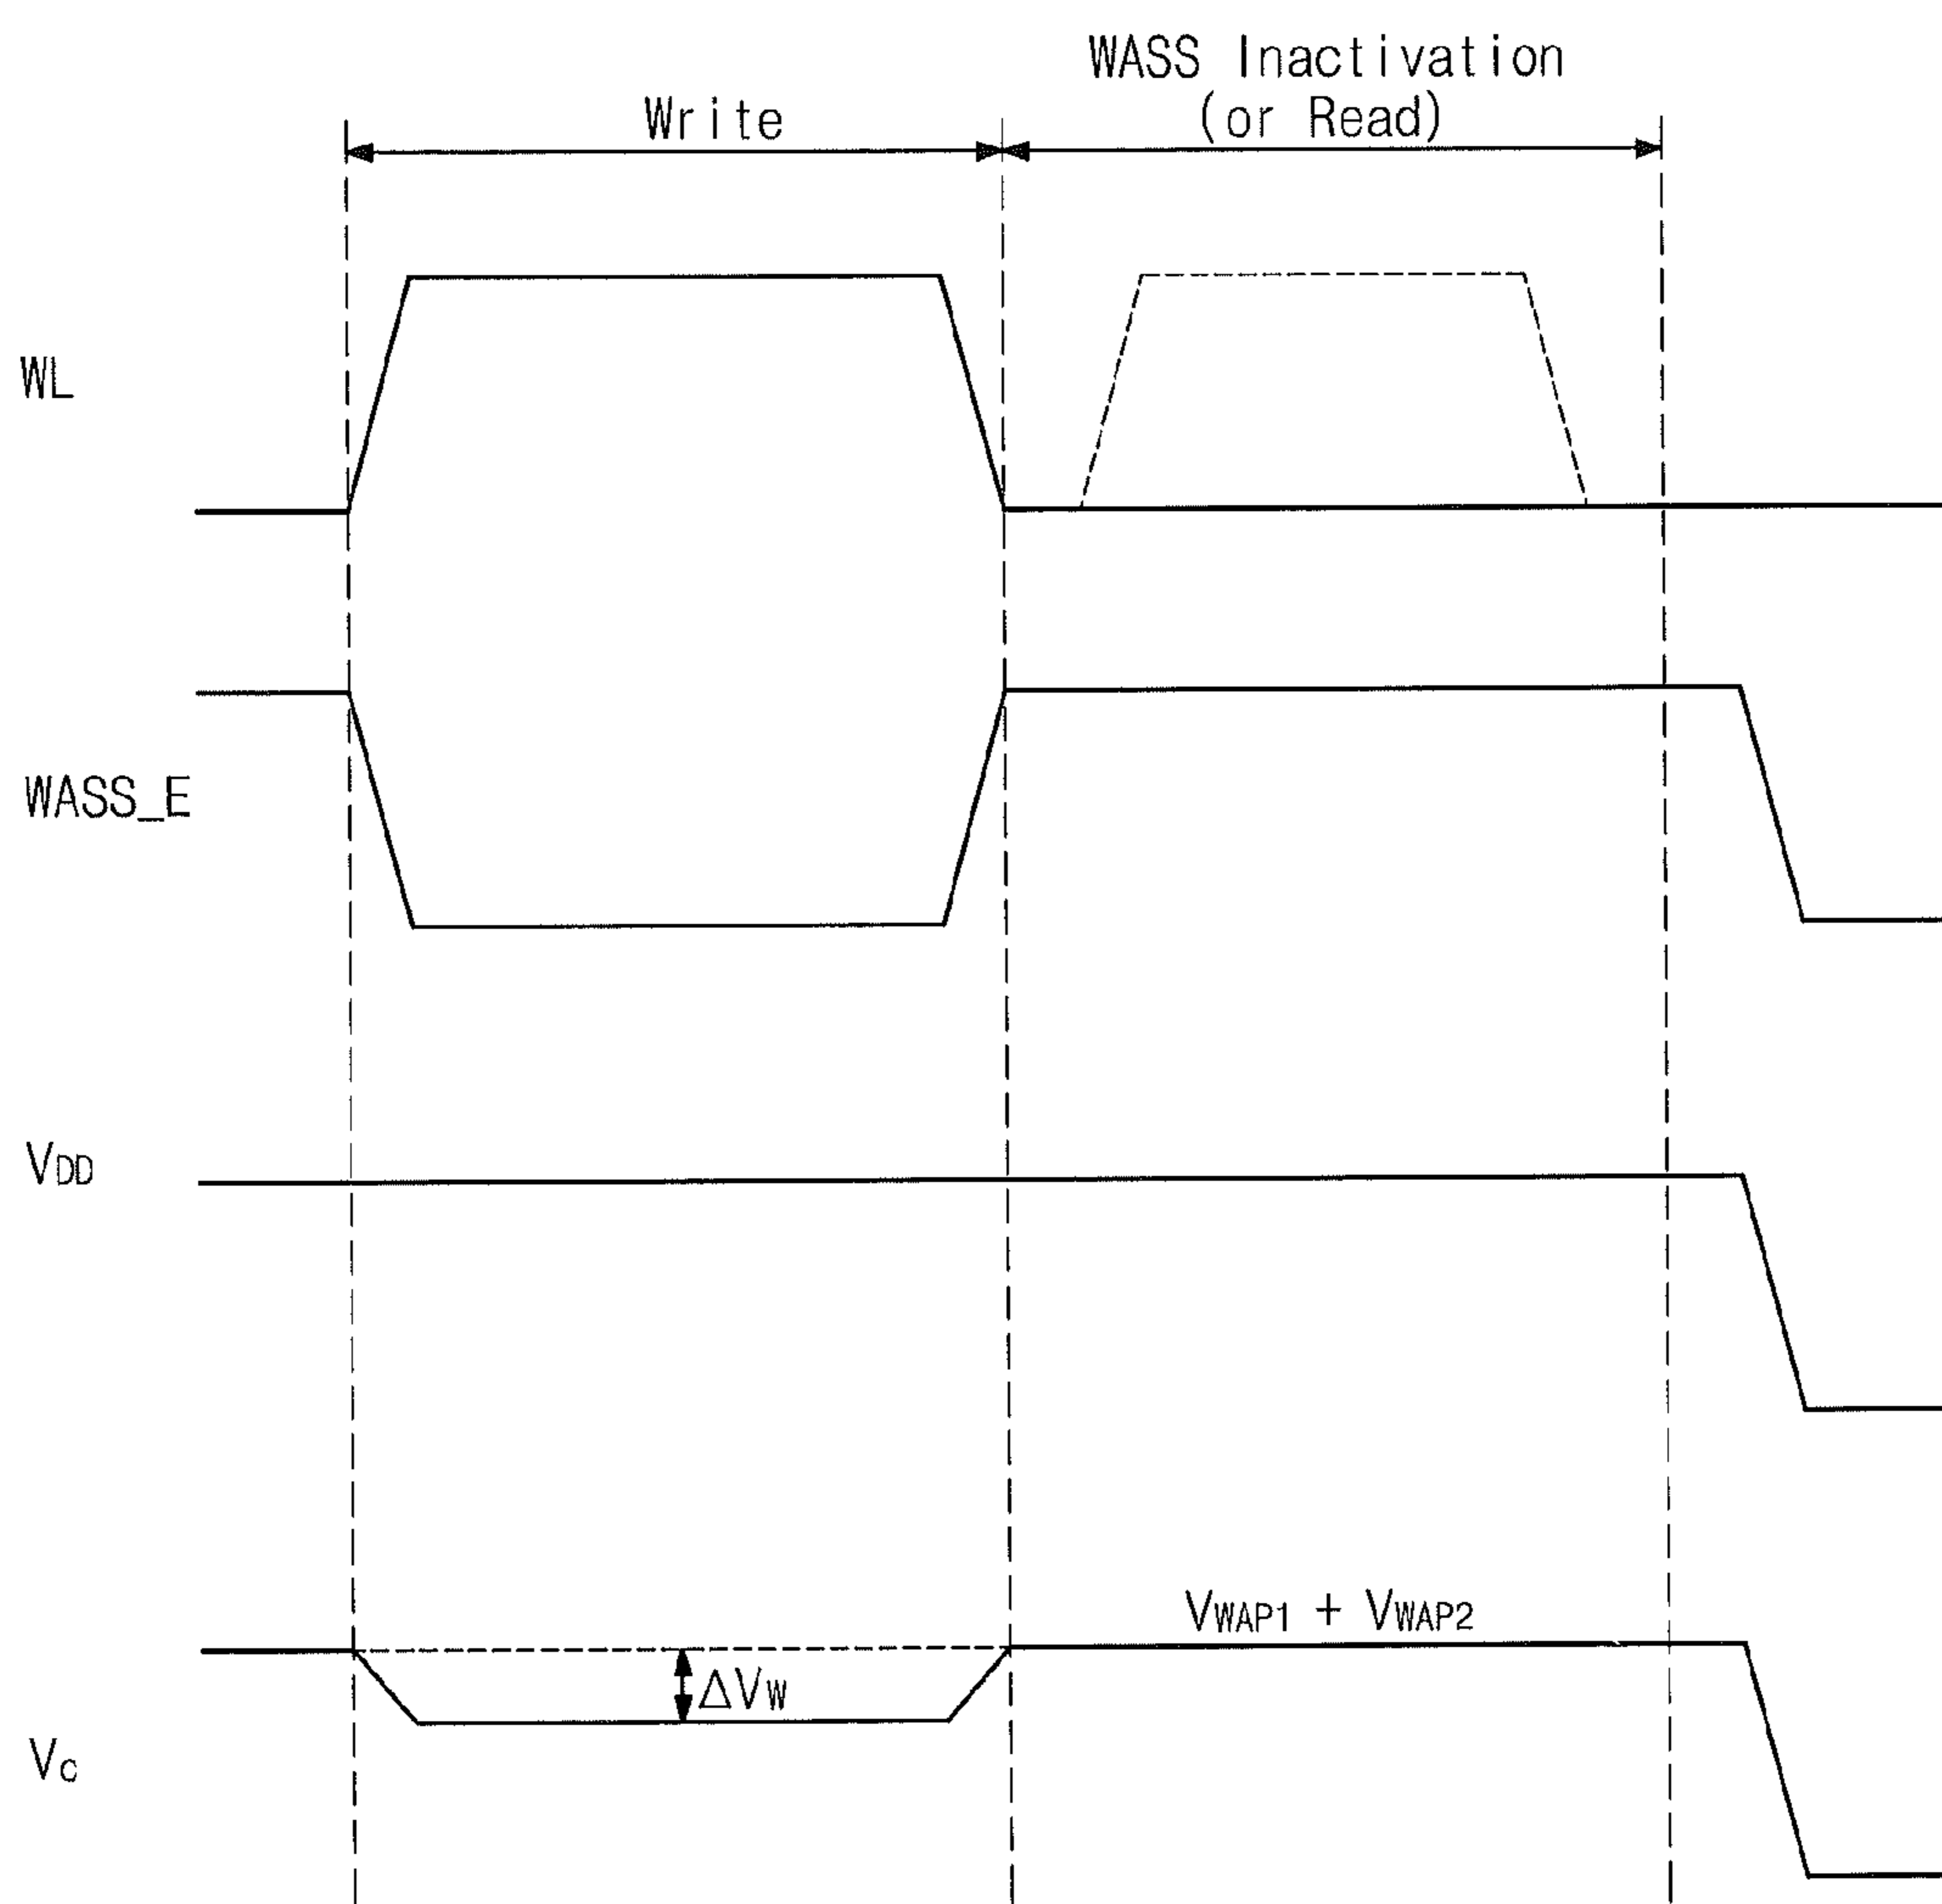 WASS Inactivation
Write
(or Read)
WL
WASS_E
VDD
VWAP1 + VWAP2
ΔVW
VC